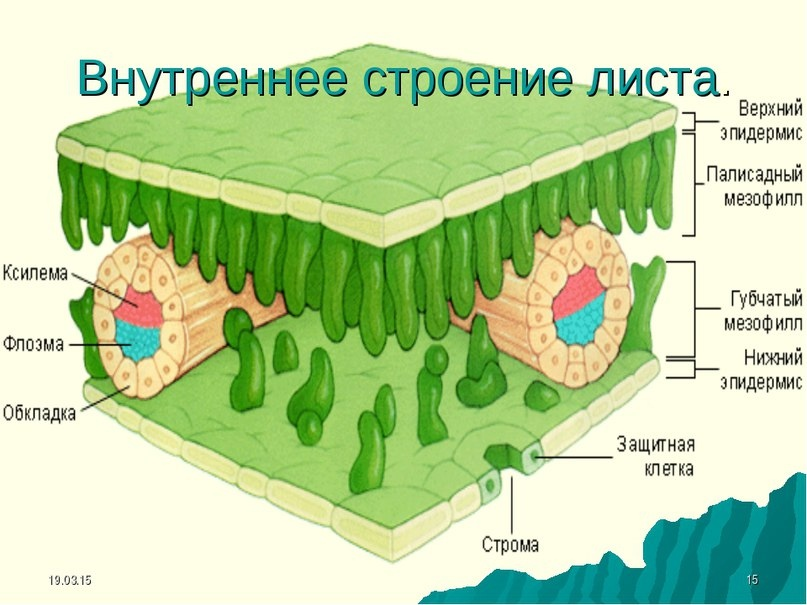 Внутреннее строение листа.
Верхний
эпидермис
Палисадный
мезофилл
Ксилема
Флоэма
Обкладка
Губчатый
мезофилл
Нижний
эпидермис
Защитная
клетка
Строма
19.03.15
15